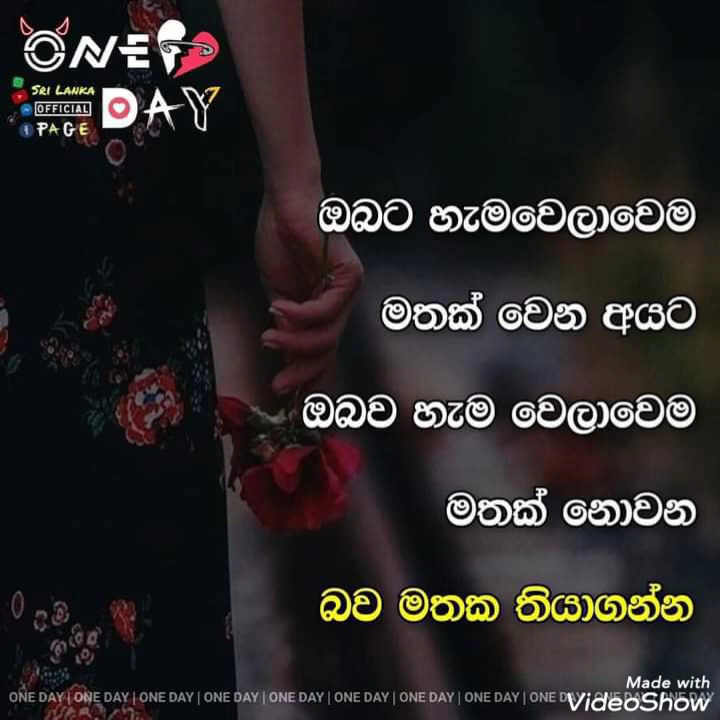 ONE
DAY
SRI LANKA
OFFICIAL
PAGE
ඔබට හැමවෙලාවෙම
මතක් වෙන අයට
ඔබව හැම වෙලාවෙම
මතක් නොවන
බව මතක තියාගන්න
Made with
VideoShow
ONE DAY | ONE DAY | ONE DAY | ONE DAY | ONE DAY | ONE DAY | ONE DAY | ONE DAY | ONE DAY